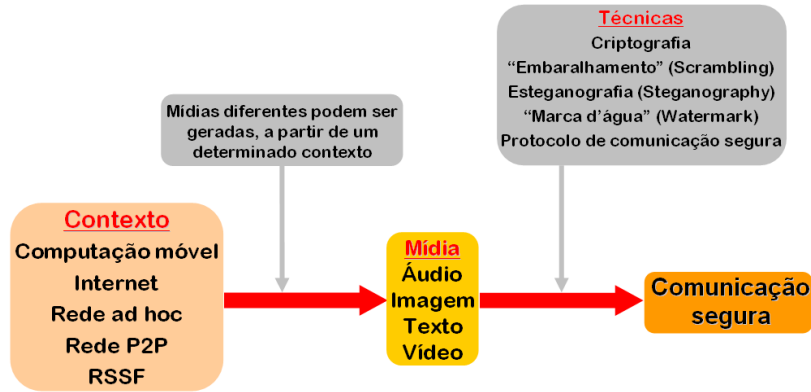 Técnicas
Criptografia
“Embaralhamento” (Scrambling)
Esteganografia (Steganography)
“Marca d’água” (Watermark)
Protocolo de comunicação segura
Mídias diferentes podem ser
geradas, a partir de um
determinado contexto
Contexto
Computação móvel
Internet
Rede ad hoc
Rede P2P
RSSF
Mídia
Áudio
Imagem
Texto
Vídeo
Comunicação
segura